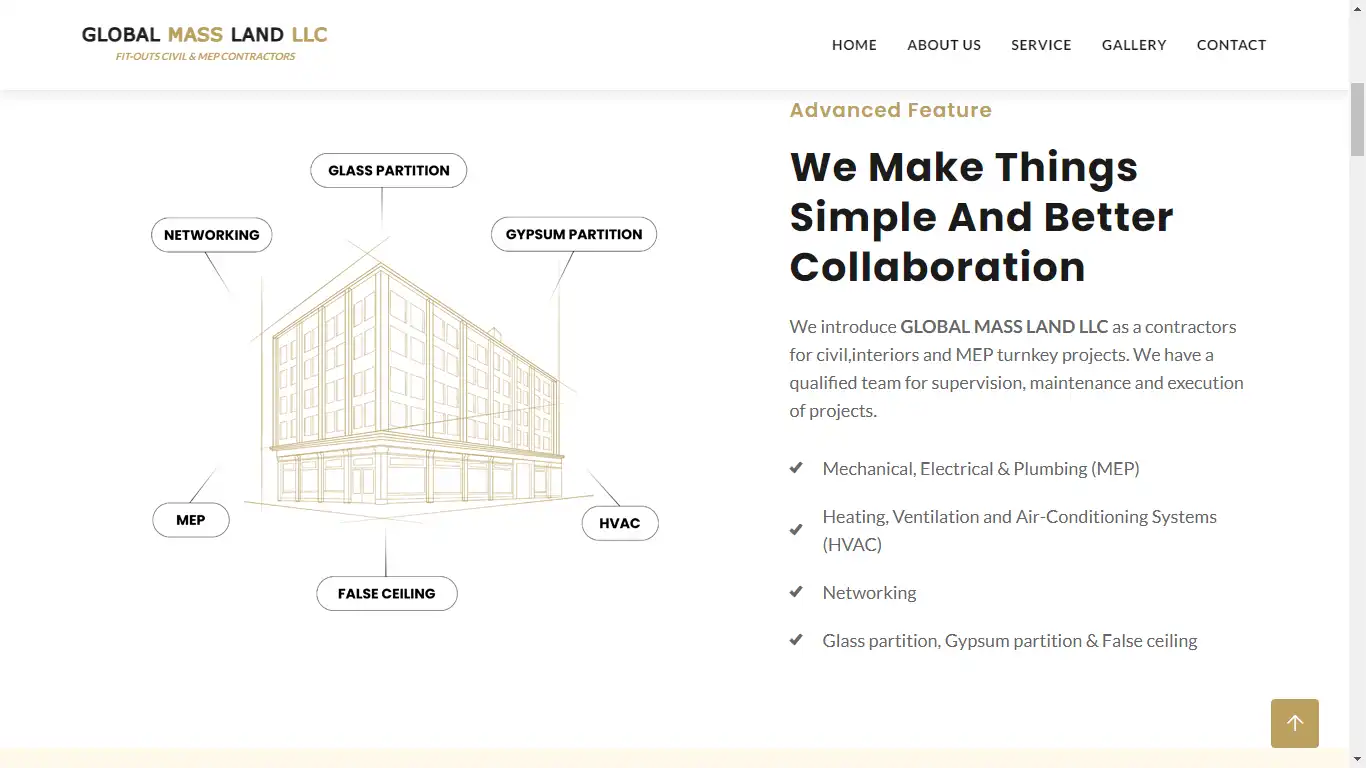 GLOBAL MASS LAND LLC
FIT-OUTS CIVIL & MEP CONTRACTORS
HOME
ABOUT US
SERVICE
GALLERY
CONTACT
GLASS PARTITION
NETWORKING
GYPSUM PARTITION
MEP
HVAC
FALSE CEILING
Advanced Feature
We Make Things
Simple And Better
Collaboration
We introduce GLOBAL MASS LAND LLC as a contractors
for civil,interiors and MEP turnkey projects. We have a
qualified team for supervision, maintenance and execution
of projects.
Mechanical, Electrical & Plumbing (MEP)
Heating, Ventilation and Air-Conditioning Systems
(HVAC)
Networking
Glass partition, Gypsum partition & False ceiling